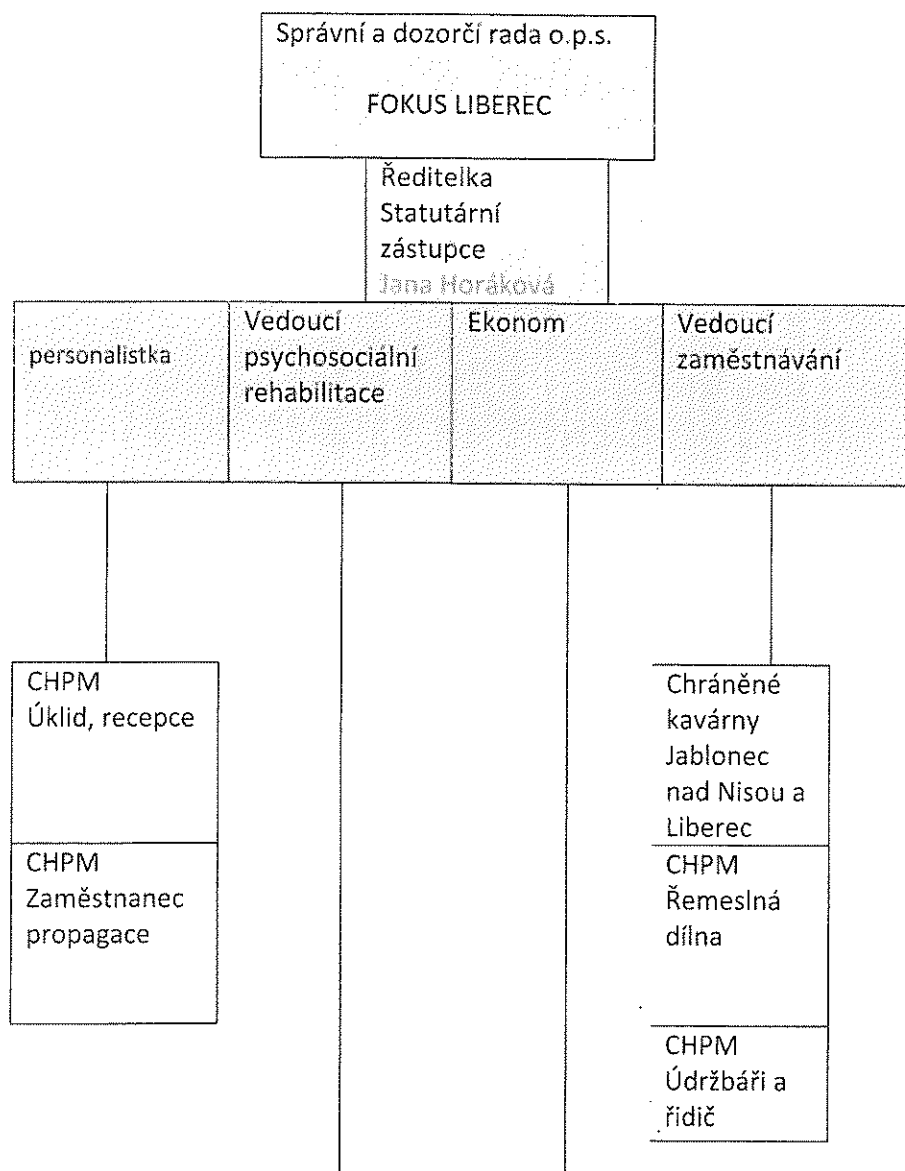 Správní a dozorčí rada o.p.s.
FOKUS LIBEREC
Ředitelka
Statutární
zástupce
Jana Horáková
personalistka
Vedoucí
psychosociální
rehabilitace
Ekonom
Vedoucí
zaměstnávání
CHPM
Úklid, recepce
CHPM
Zaměstnanec
propagace
Chráněné
kavárny
Jablonec
nad Nisou a
Liberec
CHPM
Řemeslná
dílna
CHPM
Údržbáři a
řidič